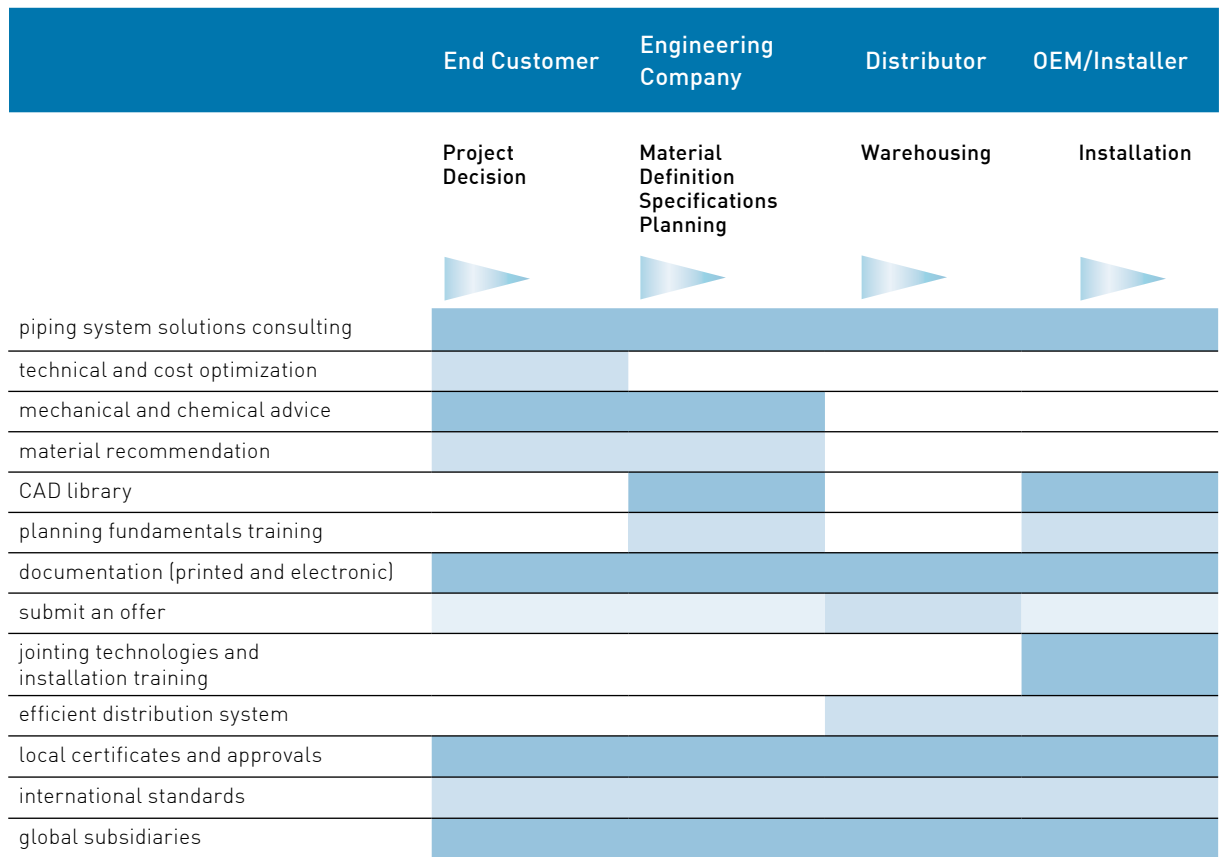 End Customer
Engineering
Company
Distributor
OEM/Installer
Project
Decision
Material
Definition
Specifications
Planning
Warehousing
Installation
piping system solutions consulting
technical and cost optimization
mechanical and chemical advice
material recommendation
CAD library
planning fundamentals training
documentation (printed and electronic)
submit an offer
jointing technologies and
installation training
efficient distribution system
local certificates and approvals
international standards
global subsidiaries